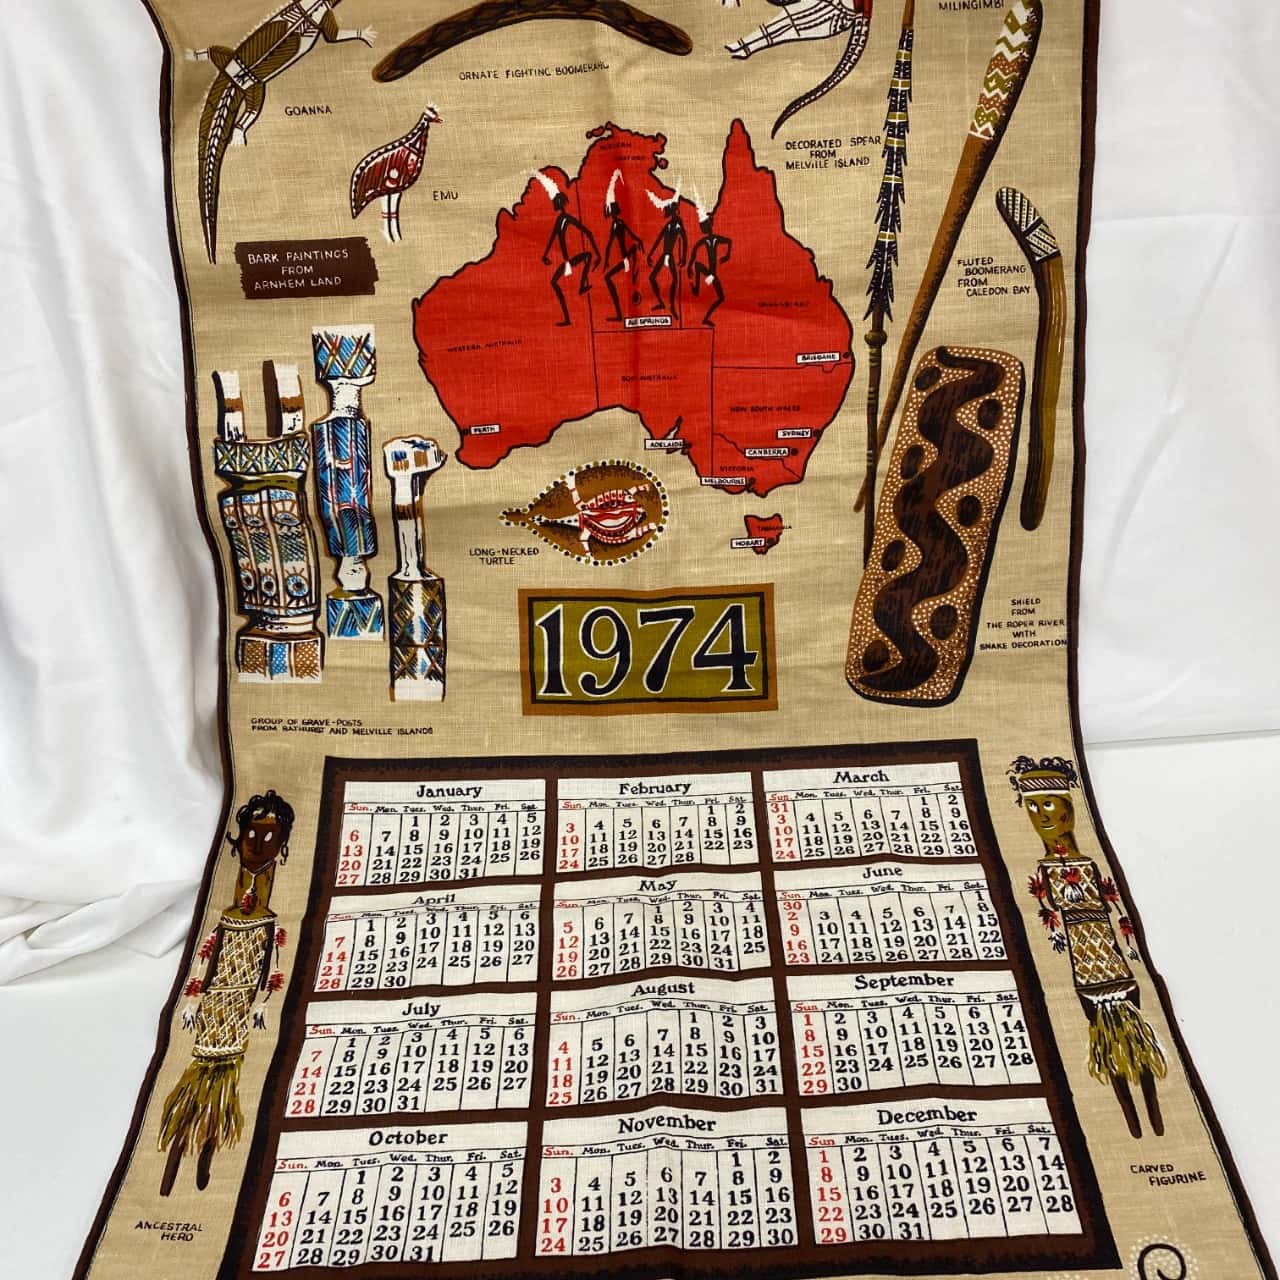 MILINGIMBI
ORNATE FIGHTING BOOMERANG
GOANNA
EMU
DECORATED SPEAR
FROM
MELVILLE ISLAND
BARK PAINTINGS
FROM
ARNHEM LAND
FLUTED
BOOMERANG
FROM
CALEDON BAY
NORTHERN
WESTERN AUSTRALIA
BRISBANE
NEW SOUTH WALES
PERTH
SYDNEY
ADELAIDE
CANBERRA
VICTORIA
MELBOURNE
TASMANIA
HOBART
LONG-NECKED
TURTLE
1974
SHIELD
FROM
THE ROPER RIVER
WITH
SNAKE DECORATION
GROUP OF GRAVE-POSTS
FROM BATHURST AND MELVILLE ISLANDS
January
Sun. Mon. Tues. Wed. Thur. Fri. Sat.
1 2 3 4 5
6 7 8 9 10 11 12
13 14 15 16 17 18 19
20 21 22 23 24 25 26
27 28 29 30 31
February
Sun. Mon. Tues. Wed. Thur. Fri. Sat.
1 2
3 4 5 6 7 8 9
10 11 12 13 14 15 16
17 18 19 20 21 22 23
24 25 26 27 28
March
Sun. Mon. Tues. Wed. Thur. Fri. Sat.
31 1 2
3 4 5 6 7 8 9
10 11 12 13 14 15 16
17 18 19 20 21 22 23
24 25 26 27 28 29 30
April
Sun. Mon. Tues. Wed. Thur. Fri. Sat.
1 2 3 4 5 6
7 8 9 10 11 12 13
14 15 16 17 18 19 20
21 22 23 24 25 26 27
28 29 30
May
Sun. Mon. Tues. Wed. Thur. Fri. Sat.
1 2 3 4
5 6 7 8 9 10 11
12 13 14 15 16 17 18
19 20 21 22 23 24 25
26 27 28 29 30 31
June
Sun. Mon. Tues. Wed. Thur. Fri. Sat.
30 1
2 3 4 5 6 7 8
9 10 11 12 13 14 15
16 17 18 19 20 21 22
23 24 25 26 27 28 29
July
Sun. Mon. Tues. Wed. Thur. Fri. Sat.
1 2 3 4 5 6
7 8 9 10 11 12 13
14 15 16 17 18 19 20
21 22 23 24 25 26 27
28 29 30 31
August
Sun. Mon. Tues. Wed. Thur. Fri. Sat.
1 2 3
4 5 6 7 8 9 10
11 12 13 14 15 16 17
18 19 20 21 22 23 24
25 26 27 28 29 30 31
September
Sun. Mon. Tues. Wed. Thur. Fri. Sat.
1 2 3 4 5 6 7
8 9 10 11 12 13 14
15 16 17 18 19 20 21
22 23 24 25 26 27 28
29 30
October
Sun. Mon. Tues. Wed. Thur. Fri. Sat.
1 2 3 4 5
6 7 8 9 10 11 12
13 14 15 16 17 18 19
20 21 22 23 24 25 26
27 28 29 30 31
November
Sun. Mon. Tues. Wed. Thur. Fri. Sat.
1 2
3 4 5 6 7 8 9
10 11 12 13 14 15 16
17 18 19 20 21 22 23
24 25 26 27 28 29 30
December
Sun. Mon. Tues. Wed. Thur. Fri. Sat.
1 2 3 4 5 6 7
8 9 10 11 12 13 14
15 16 17 18 19 20 21
22 23 24 25 26 27 28
29 30 31
ANCESTRAL
HERO
CARVED
FIGURINE